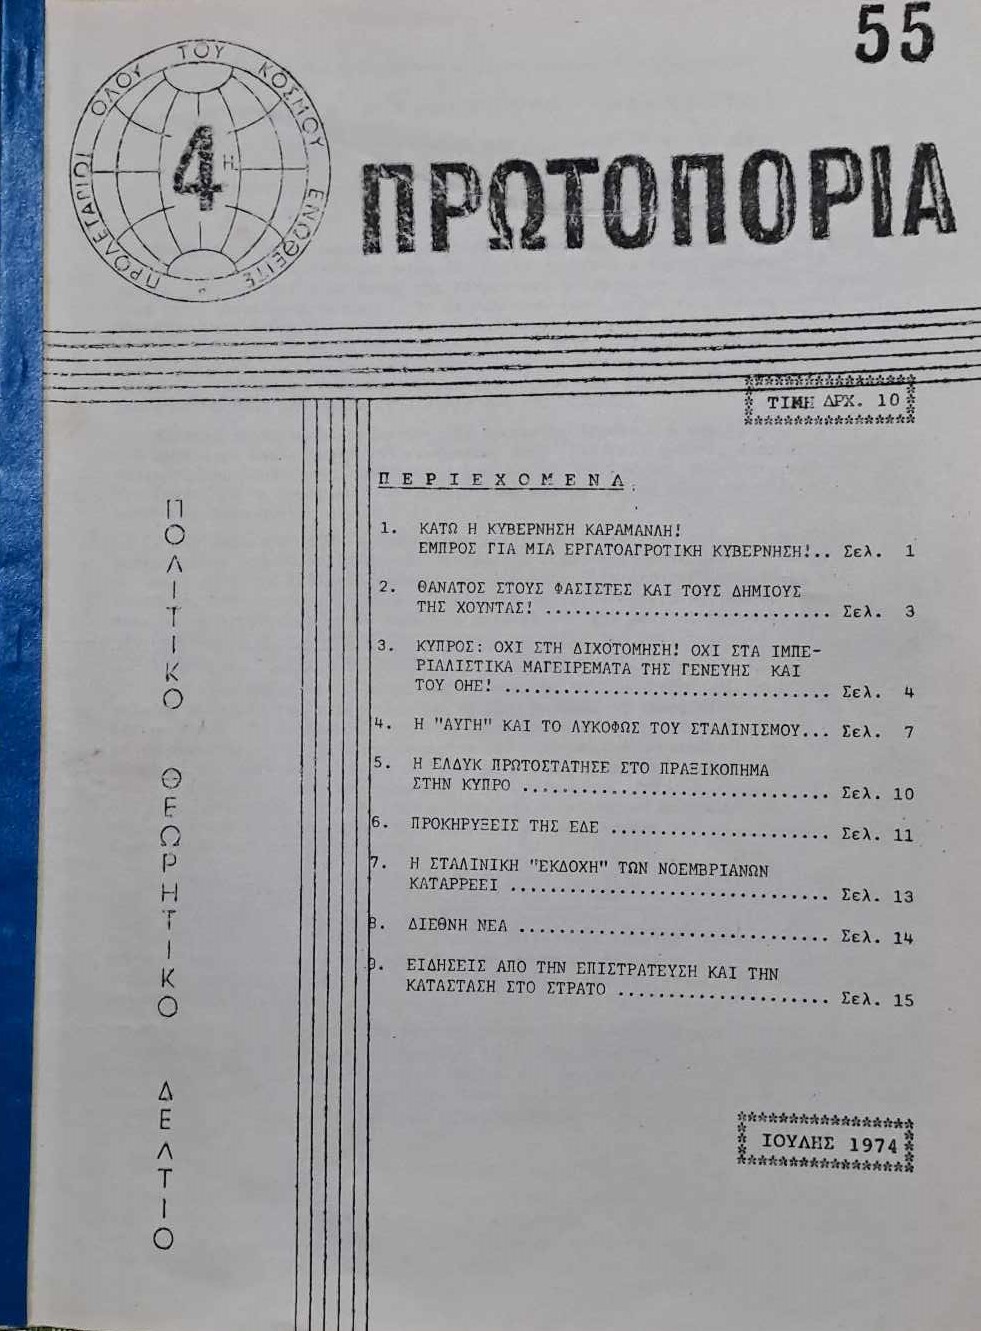 55
ΠΡΟΛΕΤΑΡΙΟΙ ΟΛΟΥ ΤΟΥ ΚΟΣΜΟΥ ΕΝΩΘΕΙΤΕ
4Η
ΠΡΩΤΟΠΟΡΙΑ
ΤΙΜΗ ΔΡΧ. 10
ΠΟΛΙΤΙΚΟ ΘΕΩΡΗΤΙΚΟ ΔΕΛΤΙΟ
ΠΕΡΙΕΧΟΜΕΝΑ
1. ΚΑΤΩ Η ΚΥΒΕΡΝΗΣΗ ΚΑΡΑΜΑΝΛΗ!
ΕΜΠΡΟΣ ΓΙΑ ΜΙΑ ΕΡΓΑΤΟΑΓΡΟΤΙΚΗ ΚΥΒΕΡΝΗΣΗ!.. Σελ. 1
2. ΘΑΝΑΤΟΣ ΣΤΟΥΣ ΦΑΣΙΣΤΕΣ ΚΑΙ ΤΟΥΣ ΔΗΜΙΟΥΣ
ΤΗΣ ΧΟΥΝΤΑΣ! ............................ Σελ. 3
3. ΚΥΠΡΟΣ: ΟΧΙ ΣΤΗ ΔΙΧΟΤΟΜΗΣΗ! ΟΧΙ ΣΤΑ ΙΜΠΕ-
ΡΙΑΛΙΣΤΙΚΑ ΜΑΓΕΙΡΕΜΑΤΑ ΤΗΣ ΓΕΝΕΥΗΣ ΚΑΙ
ΤΟΥ ΟΗΕ! ................................ Σελ. 4
4. Η "ΑΥΓΗ" ΚΑΙ ΤΟ ΛΥΚΟΦΩΣ ΤΟΥ ΣΤΑΛΙΝΙΣΜΟΥ... Σελ. 7
5. Η ΕΛΔΥΚ ΠΡΩΤΟΣΤΑΤΗΣΕ ΣΤΟ ΠΡΑΞΙΚΟΠΗΜΑ
ΣΤΗΝ ΚΥΠΡΟ .............................. Σελ. 10
6. ΠΡΟΚΗΡΥΞΕΙΣ ΤΗΣ ΕΔΕ ..................... Σελ. 11
7. Η ΣΤΑΛΙΝΙΚΗ "ΕΚΔΟΧΗ" ΤΩΝ ΝΟΕΜΒΡΙΑΝΩΝ
ΚΑΤΑΡΡΕΕΙ ............................... Σελ. 13
8. ΔΙΕΘΝΗ ΝΕΑ .............................. Σελ. 14
9. ΕΙΔΗΣΕΙΣ ΑΠΟ ΤΗΝ ΕΠΙΣΤΡΑΤΕΥΣΗ ΚΑΙ ΤΗΝ
ΚΑΤΑΣΤΑΣΗ ΣΤΟ ΣΤΡΑΤΟ .................... Σελ. 15
ΙΟΥΛΗΣ 1974